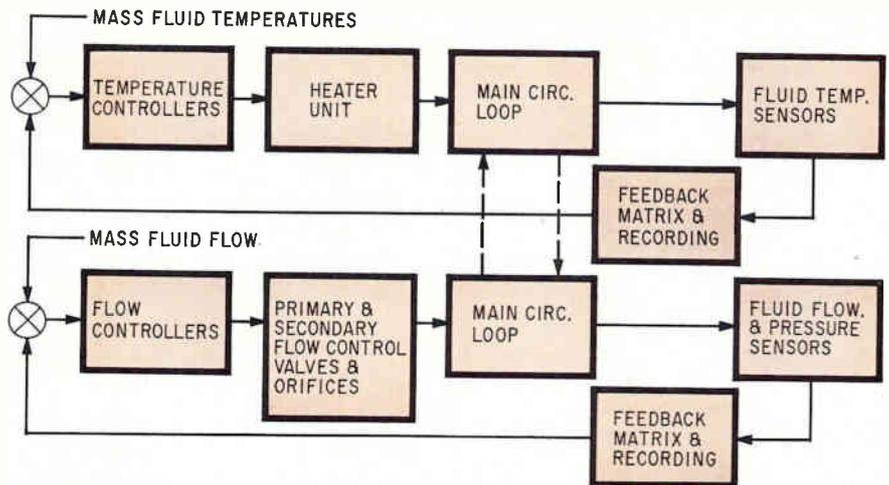 MASS FLUID TEMPERATURES
TEMPERATURE
CONTROLLERS
HEATER
UNIT
MAIN CIRC.
LOOP
FLUID TEMP.
SENSORS
FEEDBACK
MATRIX &
RECORDING
MASS FLUID FLOW
FLOW
CONTROLLERS
PRIMARY &
SECONDARY
FLOW CONTROL
VALVES &
ORIFICES
MAIN CIRC.
LOOP
FLUID FLOW.
& PRESSURE
SENSORS
FEEDBACK
MATRIX &
RECORDING